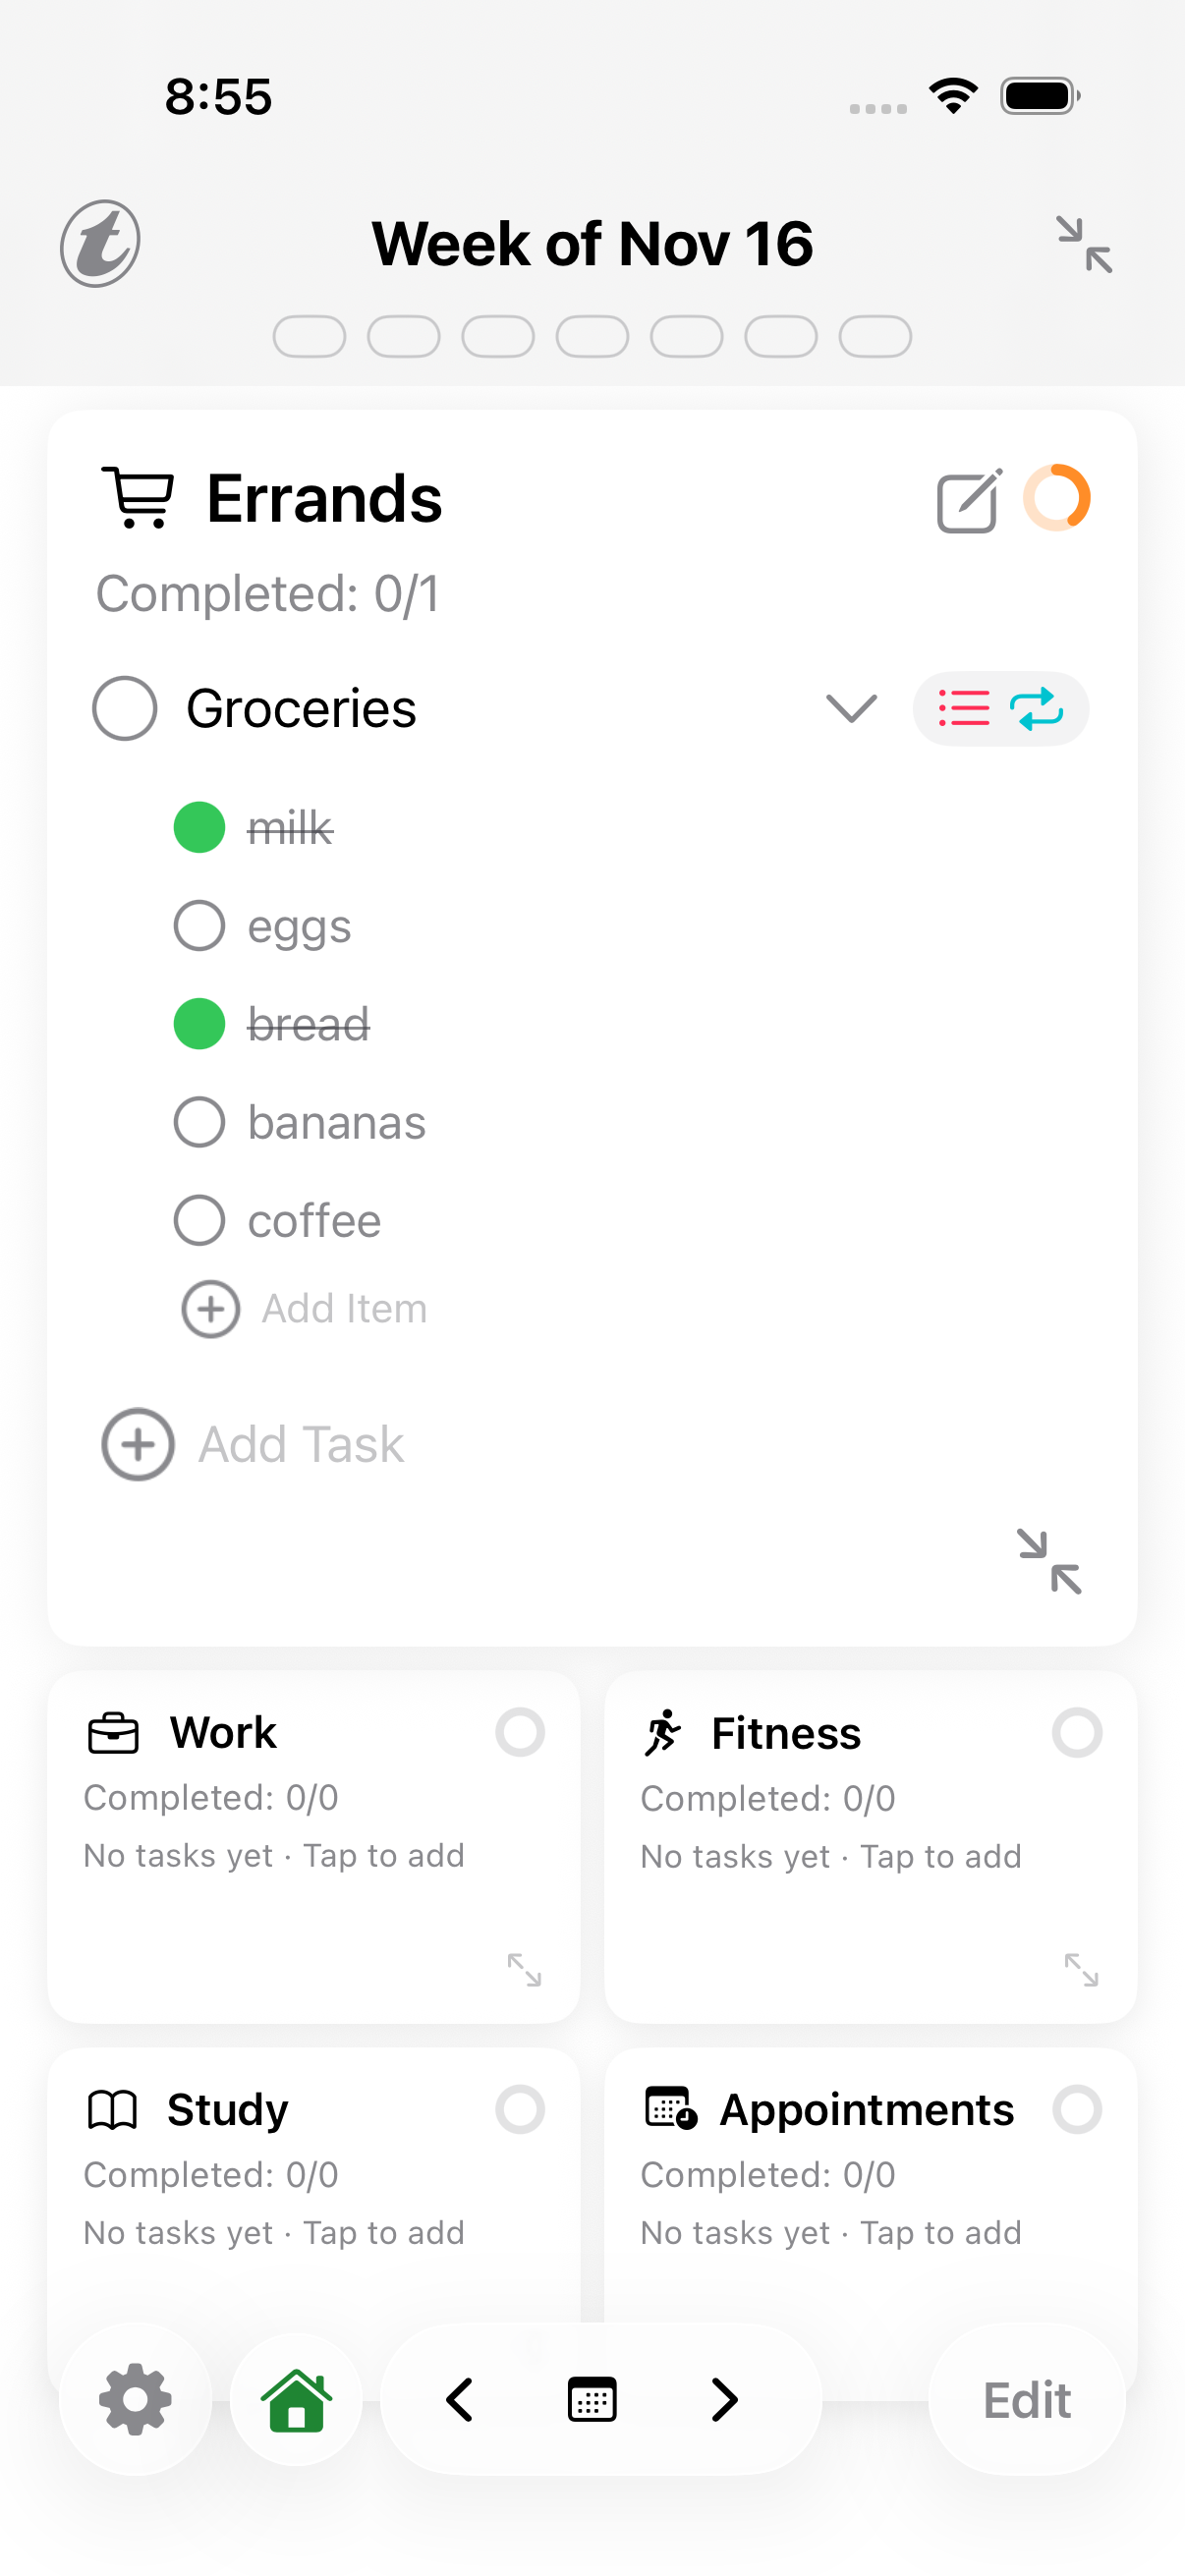 8:55
t
Week of Nov 16
Errands
Completed: 0/1
Groceries
milk
eggs
bread
bananas
coffee
Add Item
Add Task
Work
Completed: 0/0
No tasks yet · Tap to add
Fitness
Completed: 0/0
No tasks yet · Tap to add
Study
Completed: 0/0
No tasks yet · Tap to add
Appointments
Completed: 0/0
No tasks yet · Tap to add
Edit